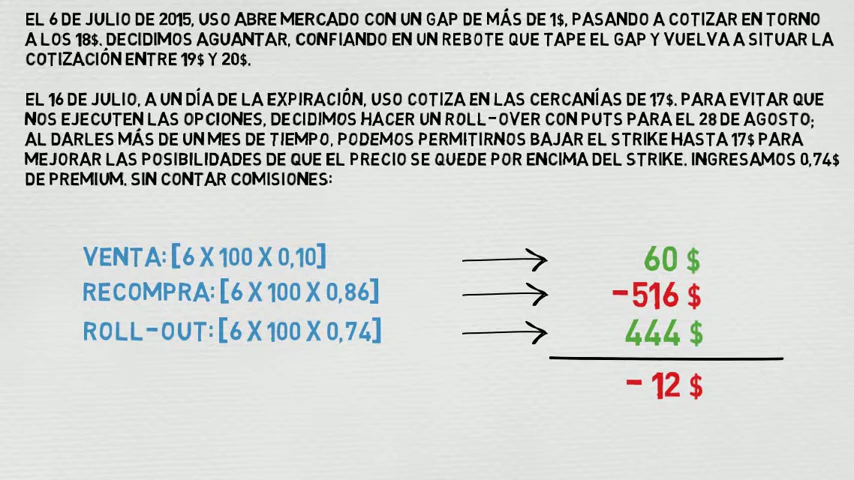 EL 6 DE JULIO DE 2015, USO ABRE MERCADO CON UN GAP DE MÁS DE 1$, PASANDO A COTIZAR EN TORNO
A LOS 18$. DECIDIMOS AGUANTAR, CONFIANDO EN UN REBOTE QUE TAPE EL GAP Y VUELVA A SITUAR LA
COTIZACIÓN ENTRE 19$ Y 20$.
EL 16 DE JULIO, A UN DÍA DE LA EXPIRACIÓN, USO COTIZA EN LAS CERCANÍAS DE 17$. PARA EVITAR QUE
NOS EJECUTEN LAS OPCIONES, DECIDIMOS HACER UN ROLL-OVER CON PUTS PARA EL 28 DE AGOSTO;
AL DARLES MÁS DE UN MES DE TIEMPO, PODEMOS PERMITIRNOS BAJAR EL STRIKE HASTA 17$ PARA
MEJORAR LAS POSIBILIDADES DE QUE EL PRECIO SE QUEDE POR ENCIMA DEL STRIKE. INGRESAMOS 0,74$
DE PREMIUM. SIN CONTAR COMISIONES:
VENTA: [6 X 100 X 0,10] 60 $
RECOMPRA: [6 X 100 X 0,86] -516 $
ROLL-OUT: [6 X 100 X 0,74] 444 $
- 12 $